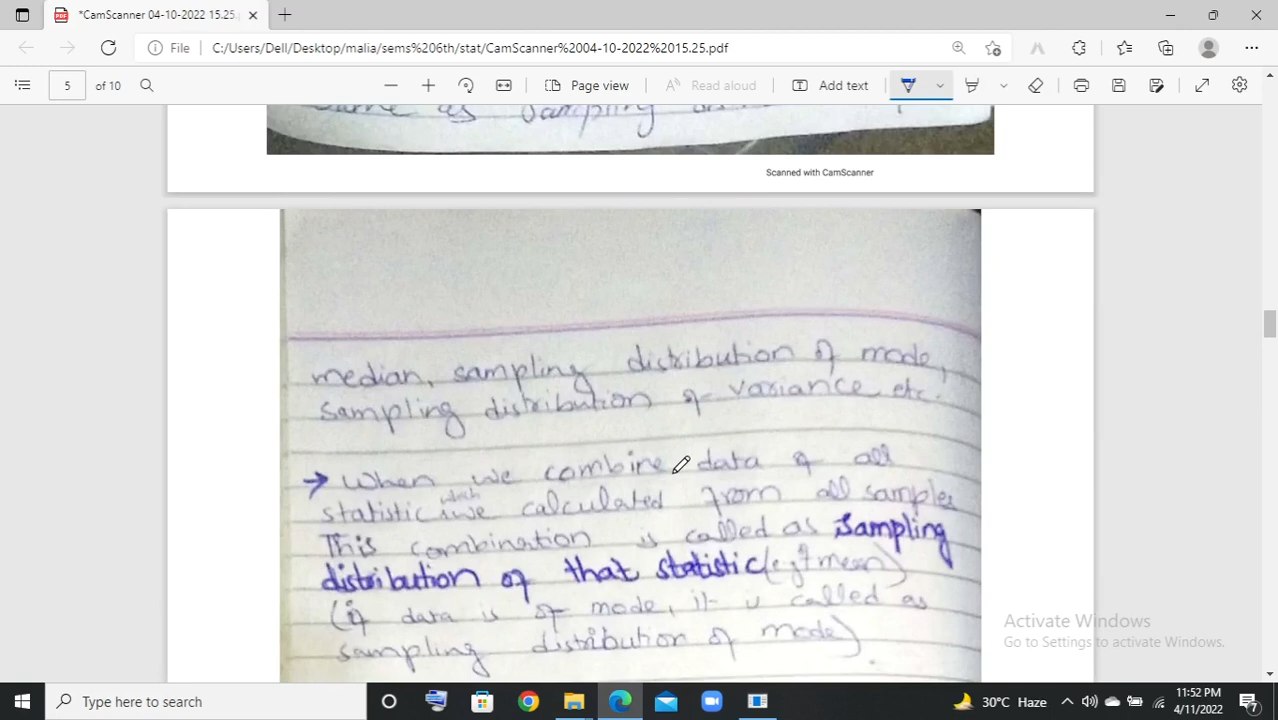 *CamScanner 04-10-2022 15.25.
File C:/Users/Dell/Desktop/malia/sems%206th/stat/CamScanner%2004-10-2022%2015.25.pdf
5 of 10 Page view Read aloud Add text
as sampling
Scanned with CamScanner
median, sampling distribution of mode,
sampling distribution of variance etc.
→ When we combine data of all
which
statistic we calculated from all samples
This combination is called as sampling
distribution of that statistic (e.g. of mean)
(if data is of mode, it is called as
sampling distribution of mode).
Activate Windows
Go to Settings to activate Windows.
Type here to search
30°C Haze
11:52 PM
4/11/2022
7